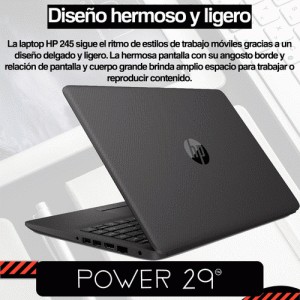 Diseño hermoso y ligero
La laptop HP 245 sigue el ritmo de estilos de trabajo móviles gracias a un
diseño delgado y ligero. La hermosa pantalla con su angosto borde y
relación de pantalla y cuerpo grande brinda amplio espacio para trabajar o
reproducir contenido.
hp
POWER 29